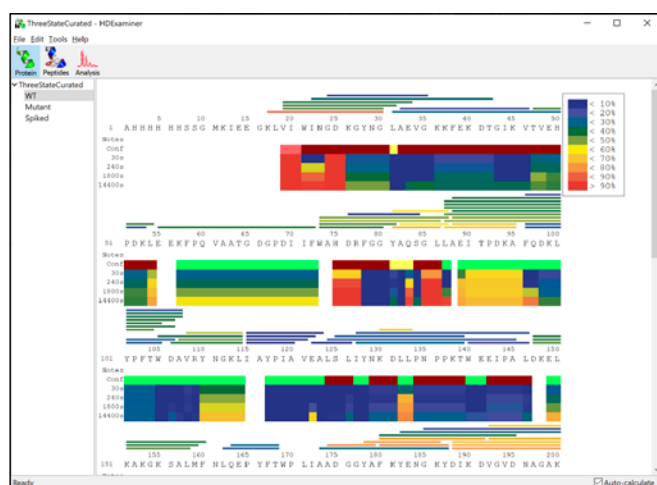 ThreeStateCurated - HDExaminer
File Edit Tools Help
Protein Peptides Analysis
ThreeStateCurated
WT
Mutant
Spiked
< 10%
< 20%
< 30%
< 40%
< 50%
< 60%
< 70%
< 80%
< 90%
> 90%
5 10 15 20 25 30 35 40 45 50
1 AHHHH HHSSG MKIEE GKLVI WINGD KGYNG LAEVG KKFEK DTGIK VTVEH
Notes
Conf
30s
240s
1800s
14400s
55 60 65 70 75 80 85 90 95 100
51 PDKLE EKFPQ VAATG DGPDI IFWAH DRFGG YAQSG LLAEI TPDKA FQDKL
Notes
Conf
30s
240s
1800s
14400s
105 110 115 120 125 130 135 140 145 150
101 YPFTW DAVRY NGKLI AYPIA VEALS LIYNK DLLPN PPKTW EEIPA LDKEL
Notes
Conf
30s
240s
1800s
14400s
155 160 165 170 175 180 185 190 195 200
151 KAKGK SALMF NLQEP YFTWP LIAAD GGYAF KYENG KYDIK DVGVD NAGAK
Notes
Ready
Auto-calculate